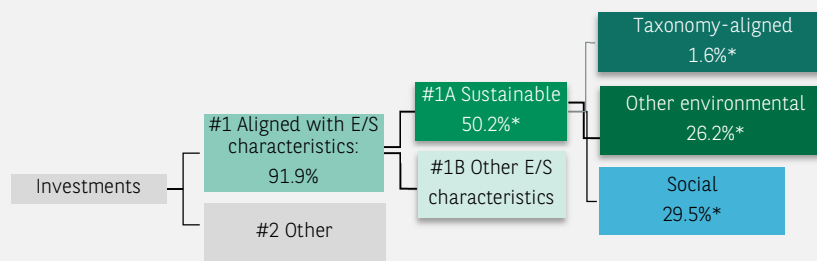 Investments
#1 Aligned with E/S
characteristics:
91.9%
#2 Other
#1A Sustainable
50.2%*
#1B Other E/S
characteristics
Taxonomy-aligned
1.6%*
Other environmental
26.2%*
Social
29.5%*